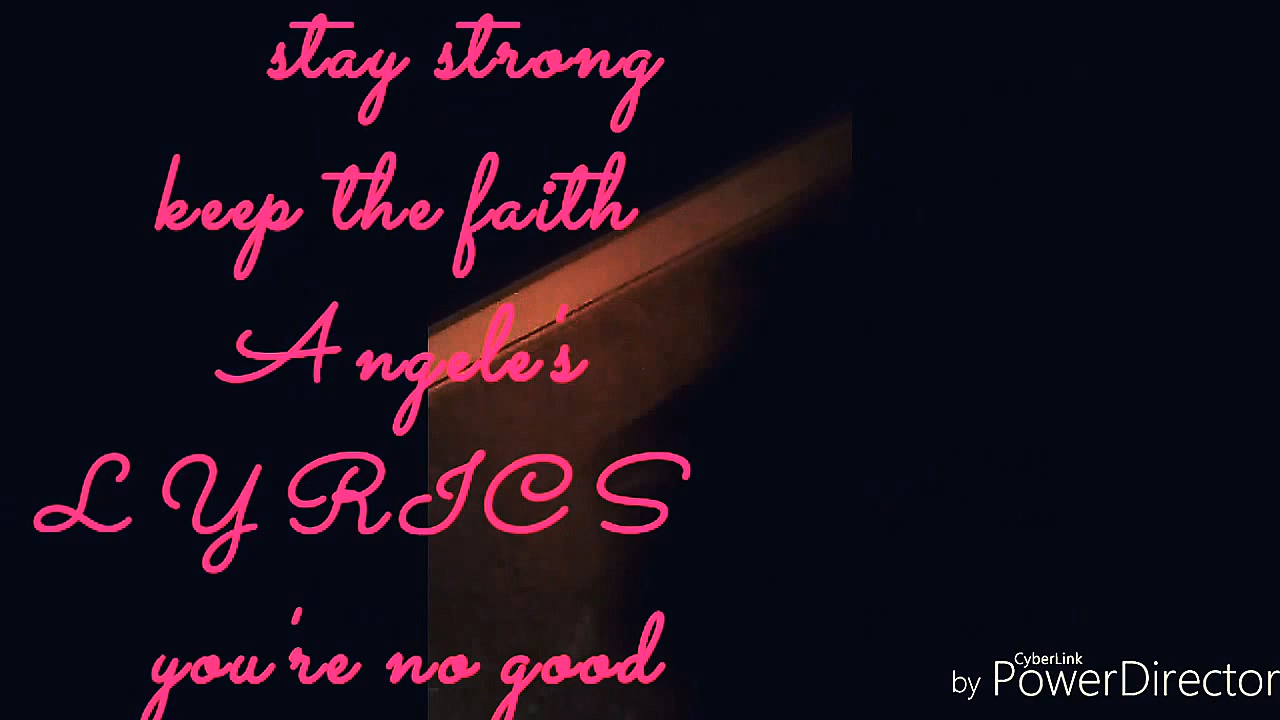 stay strong
keep the faith
Angele's
LYRICS
you're no good
CyberLink
by PowerDirector